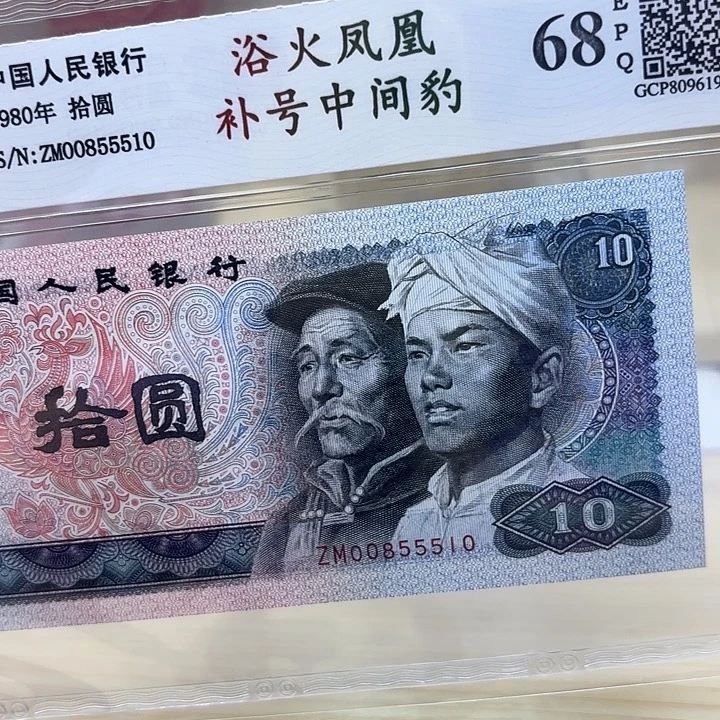 中国人民银行
浴火凤凰
68
EPQ
1980年 拾圆
补号中间豹
GCP809619
S/N:ZM00855510
国人民银行
10
拾圆
10
ZM00855510